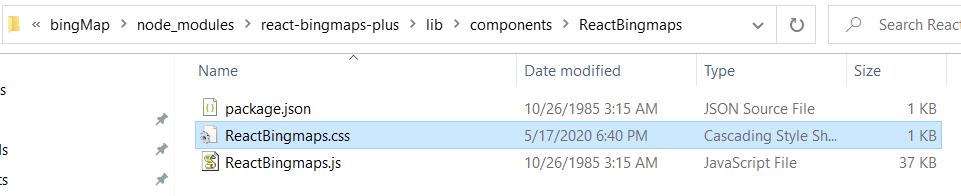 « bingMap > node_modules > react-bingmaps-plus > lib > components > ReactBingmaps
Search React
Name Date modified Type Size
package.json 10/26/1985 3:15 AM JSON Source File 1 KB
ReactBingmaps.css 5/17/2020 6:40 PM Cascading Style Sh... 1 KB
ReactBingmaps.js 10/26/1985 3:15 AM JavaScript File 37 KB